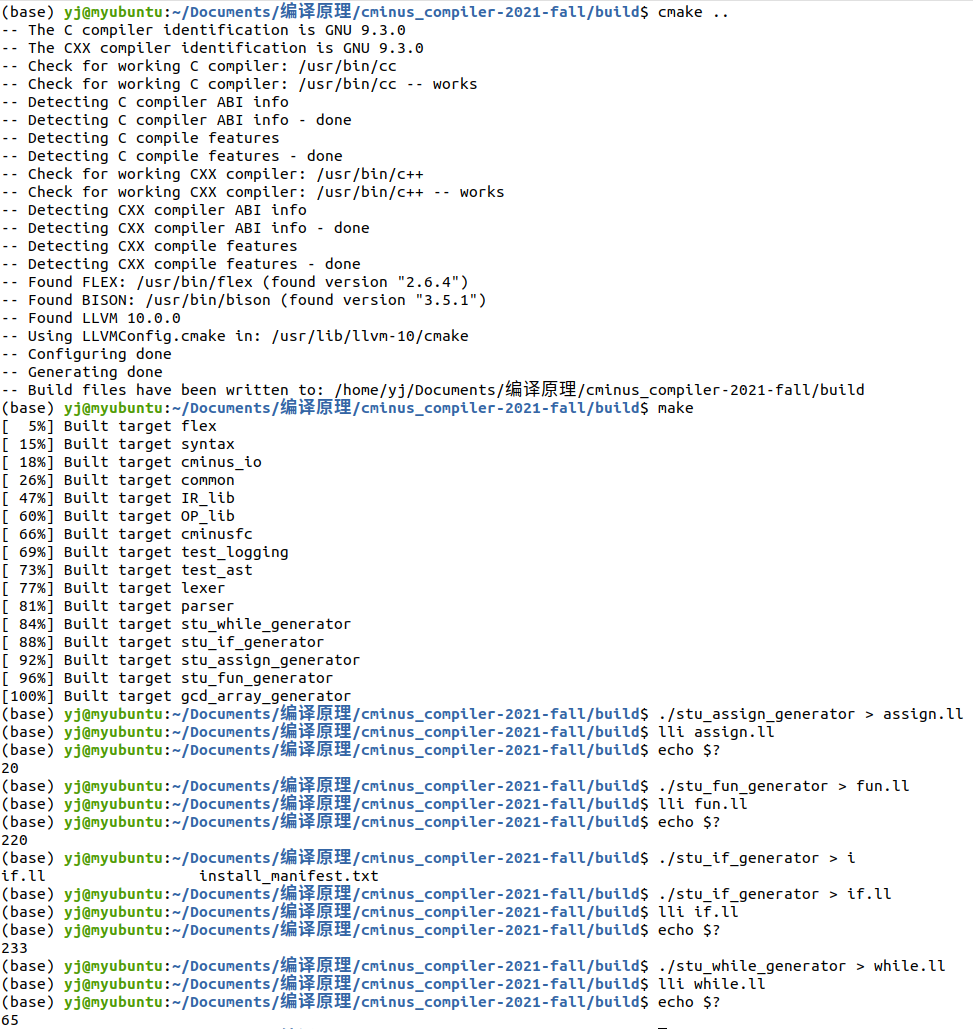 (base) yj@myubuntu:~/Documents/编译原理/cminus_compiler-2021-fall/build$ cmake ..
-- The C compiler identification is GNU 9.3.0
-- The CXX compiler identification is GNU 9.3.0
-- Check for working C compiler: /usr/bin/cc
-- Check for working C compiler: /usr/bin/cc -- works
-- Detecting C compiler ABI info
-- Detecting C compiler ABI info - done
-- Detecting C compile features
-- Detecting C compile features - done
-- Check for working CXX compiler: /usr/bin/c++
-- Check for working CXX compiler: /usr/bin/c++ -- works
-- Detecting CXX compiler ABI info
-- Detecting CXX compiler ABI info - done
-- Detecting CXX compile features
-- Detecting CXX compile features - done
-- Found FLEX: /usr/bin/flex (found version "2.6.4")
-- Found BISON: /usr/bin/bison (found version "3.5.1")
-- Found LLVM 10.0.0
-- Using LLVMConfig.cmake in: /usr/lib/llvm-10/cmake
-- Configuring done
-- Generating done
-- Build files have been written to: /home/yj/Documents/编译原理/cminus_compiler-2021-fall/build
(base) yj@myubuntu:~/Documents/编译原理/cminus_compiler-2021-fall/build$ make
[  5%] Built target flex
[ 15%] Built target syntax
[ 18%] Built target cminus_io
[ 26%] Built target common
[ 47%] Built target IR_lib
[ 60%] Built target OP_lib
[ 66%] Built target cminusfc
[ 69%] Built target test_logging
[ 73%] Built target test_ast
[ 77%] Built target lexer
[ 81%] Built target parser
[ 84%] Built target stu_while_generator
[ 88%] Built target stu_if_generator
[ 92%] Built target stu_assign_generator
[ 96%] Built target stu_fun_generator
[100%] Built target gcd_array_generator
(base) yj@myubuntu:~/Documents/编译原理/cminus_compiler-2021-fall/build$ ./stu_assign_generator > assign.ll
(base) yj@myubuntu:~/Documents/编译原理/cminus_compiler-2021-fall/build$ lli assign.ll
(base) yj@myubuntu:~/Documents/编译原理/cminus_compiler-2021-fall/build$ echo $?
20
(base) yj@myubuntu:~/Documents/编译原理/cminus_compiler-2021-fall/build$ ./stu_fun_generator > fun.ll
(base) yj@myubuntu:~/Documents/编译原理/cminus_compiler-2021-fall/build$ lli fun.ll
(base) yj@myubuntu:~/Documents/编译原理/cminus_compiler-2021-fall/build$ echo $?
220
(base) yj@myubuntu:~/Documents/编译原理/cminus_compiler-2021-fall/build$ ./stu_if_generator > i
if.ll                 install_manifest.txt
(base) yj@myubuntu:~/Documents/编译原理/cminus_compiler-2021-fall/build$ ./stu_if_generator > if.ll
(base) yj@myubuntu:~/Documents/编译原理/cminus_compiler-2021-fall/build$ lli if.ll
(base) yj@myubuntu:~/Documents/编译原理/cminus_compiler-2021-fall/build$ echo $?
233
(base) yj@myubuntu:~/Documents/编译原理/cminus_compiler-2021-fall/build$ ./stu_while_generator > while.ll
(base) yj@myubuntu:~/Documents/编译原理/cminus_compiler-2021-fall/build$ lli while.ll
(base) yj@myubuntu:~/Documents/编译原理/cminus_compiler-2021-fall/build$ echo $?
65